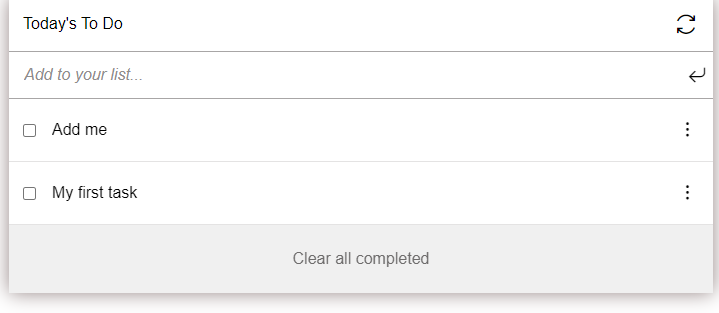 Today's To Do
Add to your list...
Add me
My first task
Clear all completed